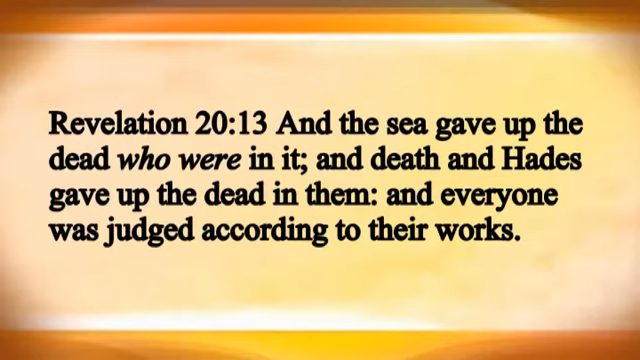 Revelation 20:13 And the sea gave up the
dead who were in it; and death and Hades
gave up the dead in them: and everyone
was judged according to their works.